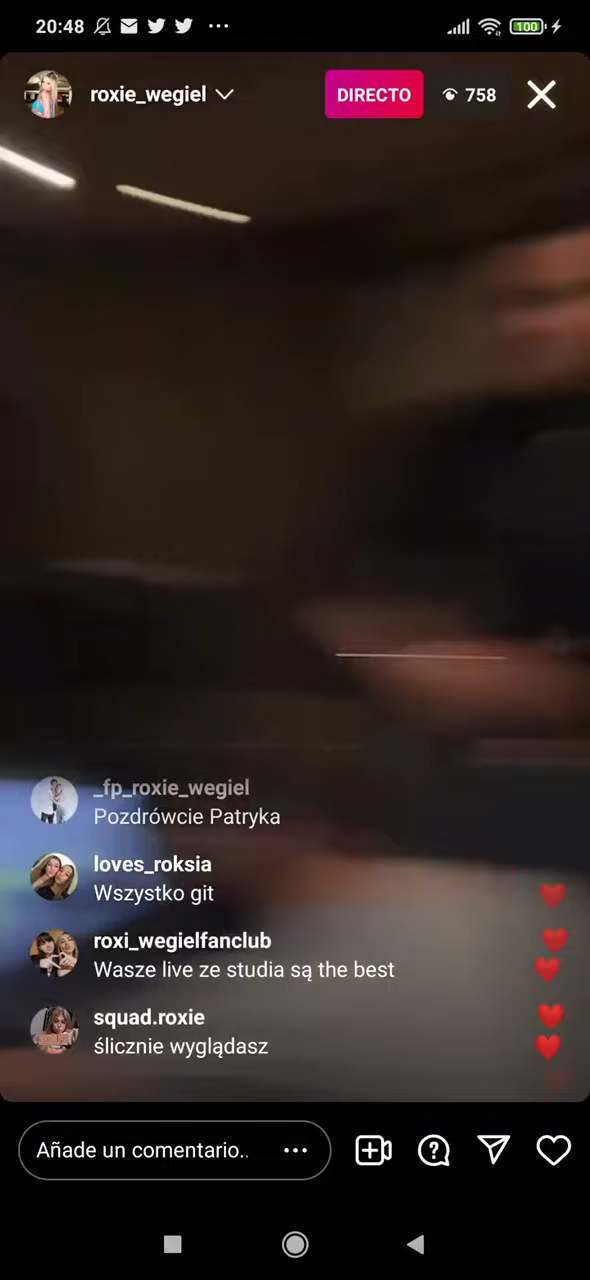 20:48
100
roxie_wegiel
DIRECTO
758
_fp_roxie_wegiel
Pozdrówcie Patryka
loves_roksia
Wszystko git
roxi_wegielfanclub
Wasze live ze studia są the best
squad.roxie
ślicznie wyglądasz
Añade un comentario..